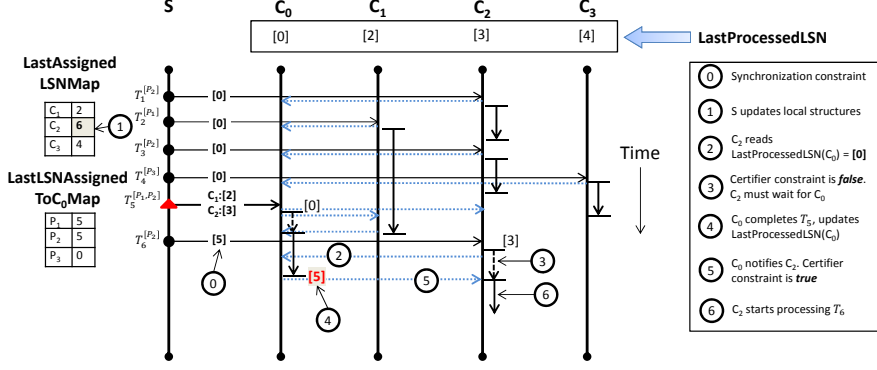 S C₀ C₁ C₂ C₃
[0] [2] [3] [4]
LastProcessedLSN
LastAssigned
LSNMap
C₁ 2
C₂ 6
C₃ 4
1
LastLSNAssigned
ToC₀Map
P₁ 5
P₂ 5
P₃ 0
T₁^[P₂] [0]
T₂^[P₁] [0]
T₃^[P₂] [0]
T₄^[P₃] [0]
T₅^[P₁,P₂] C₁:[2]
C₂:[3]
[0]
T₆^[P₂] [5]
[3]
0
2
3
[5]
4
5
6
Time
0 Synchronization constraint
1 S updates local structures
2 C₂ reads
LastProcessedLSN(C₀) = [0]
3 Certifier constraint is false.
C₂ must wait for C₀
4 C₀ completes T₅, updates
LastProcessedLSN(C₀)
5 C₀ notifies C₂. Certifier
constraint is true
6 C₂ starts processing T₆